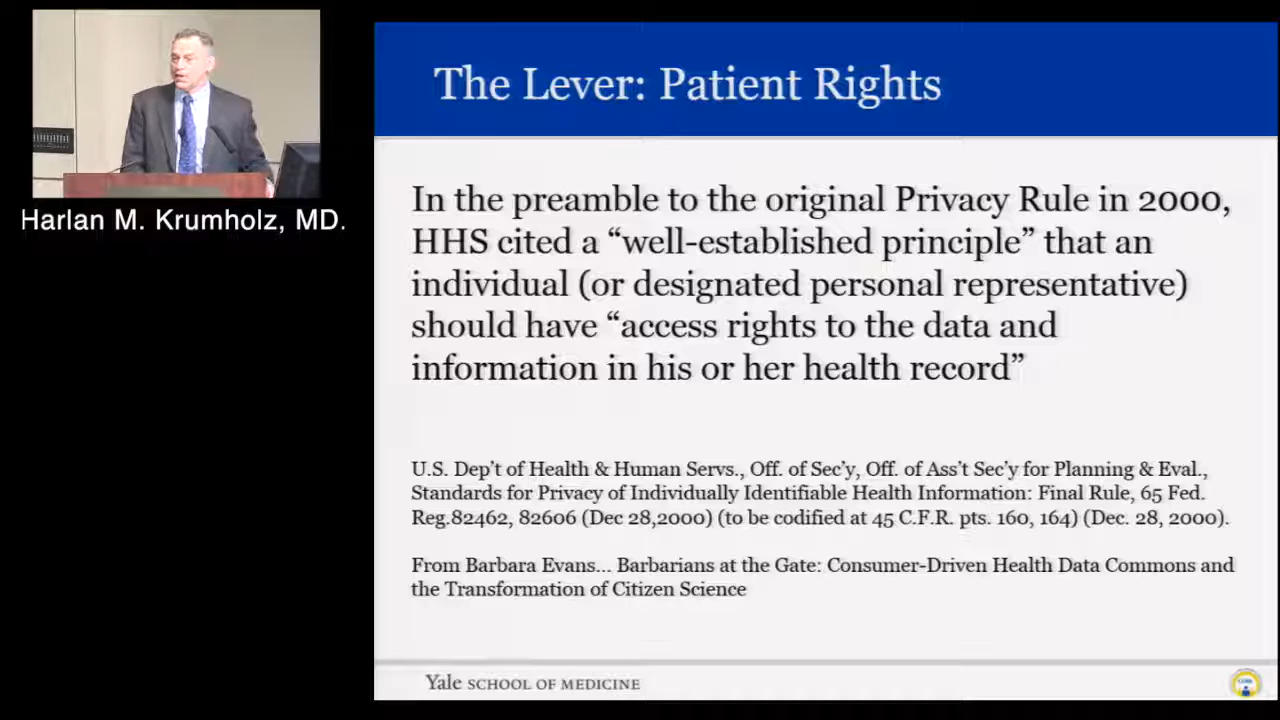 The Lever: Patient Rights
Harlan M. Krumholz, MD.
In the preamble to the original Privacy Rule in 2000,
HHS cited a “well-established principle” that an
individual (or designated personal representative)
should have “access rights to the data and
information in his or her health record”
U.S. Dep’t of Health & Human Servs., Off. of Sec’y, Off. of Ass’t Sec’y for Planning & Eval.,
Standards for Privacy of Individually Identifiable Health Information: Final Rule, 65 Fed.
Reg.82462, 82606 (Dec 28,2000) (to be codified at 45 C.F.R. pts. 160, 164) (Dec. 28, 2000).
From Barbara Evans... Barbarians at the Gate: Consumer-Driven Health Data Commons and
the Transformation of Citizen Science
Yale SCHOOL OF MEDICINE